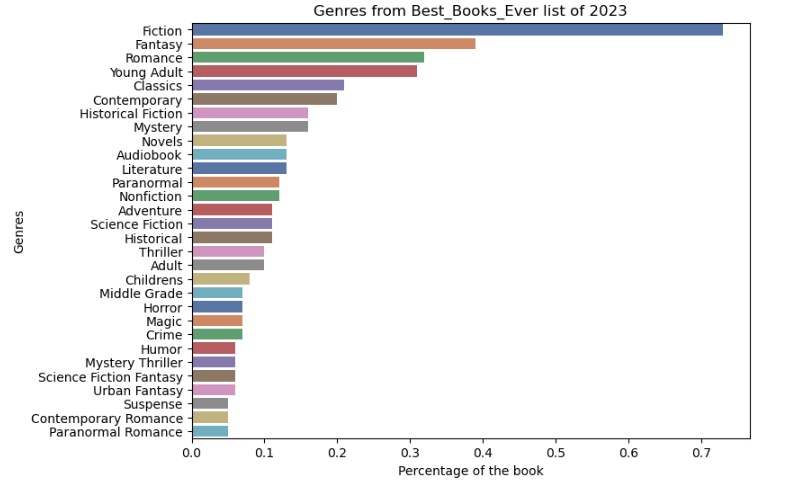 Genres from Best_Books_Ever list of 2023
Fiction
Fantasy
Romance
Young Adult
Classics
Contemporary
Historical Fiction
Mystery
Novels
Audiobook
Literature
Paranormal
Nonfiction
Adventure
Science Fiction
Historical
Thriller
Adult
Childrens
Middle Grade
Horror
Magic
Crime
Humor
Mystery Thriller
Science Fiction Fantasy
Urban Fantasy
Suspense
Contemporary Romance
Paranormal Romance
Genres
0.0 0.1 0.2 0.3 0.4 0.5 0.6 0.7
Percentage of the book